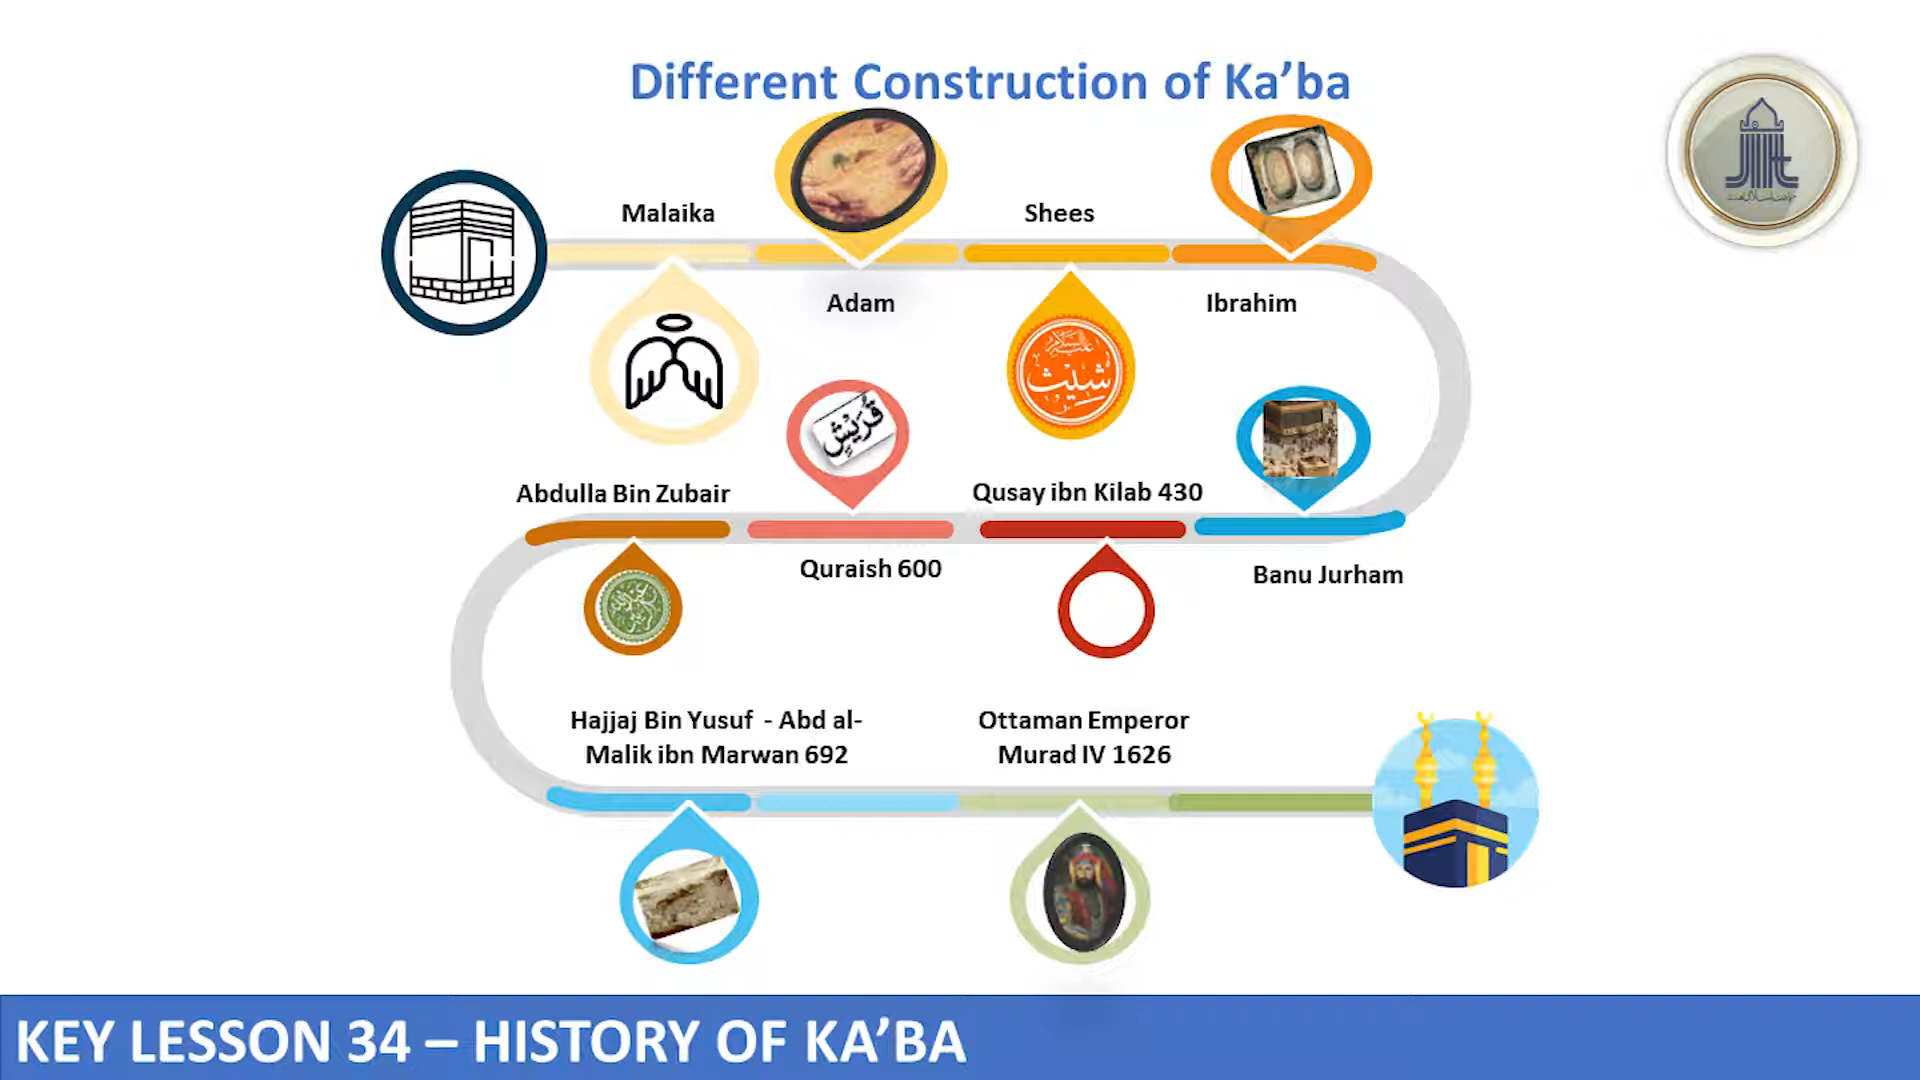 Different Construction of Ka’ba
Malaika
Adam
Shees
Ibrahim
شيث
قُرَيْشٍ
Abdulla Bin Zubair
Quraish 600
Qusay ibn Kilab 430
Banu Jurham
Hajjaj Bin Yusuf - Abd al-
Malik ibn Marwan 692
Ottaman Emperor
Murad IV 1626
KEY LESSON 34 – HISTORY OF KA’BA